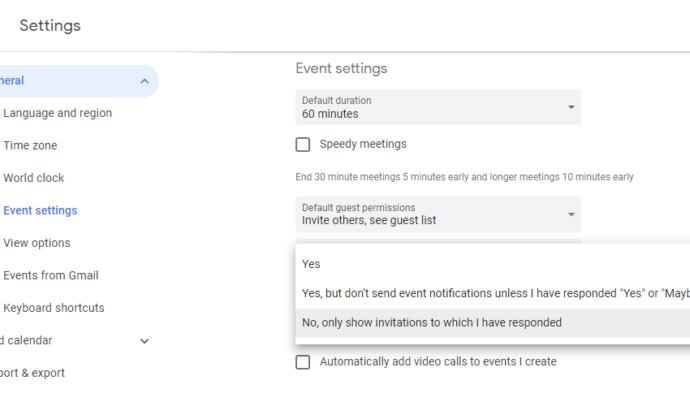 Settings
neral
Language and region
Time zone
World clock
Event settings
View options
Events from Gmail
Keyboard shortcuts
d calendar
port & export
Event settings
Default duration
60 minutes
Speedy meetings
End 30 minute meetings 5 minutes early and longer meetings 10 minutes early
Default guest permissions
Invite others, see guest list
Yes
Yes, but don't send event notifications unless I have responded "Yes" or "Mayb
No, only show invitations to which I have responded
Automatically add video calls to events I create